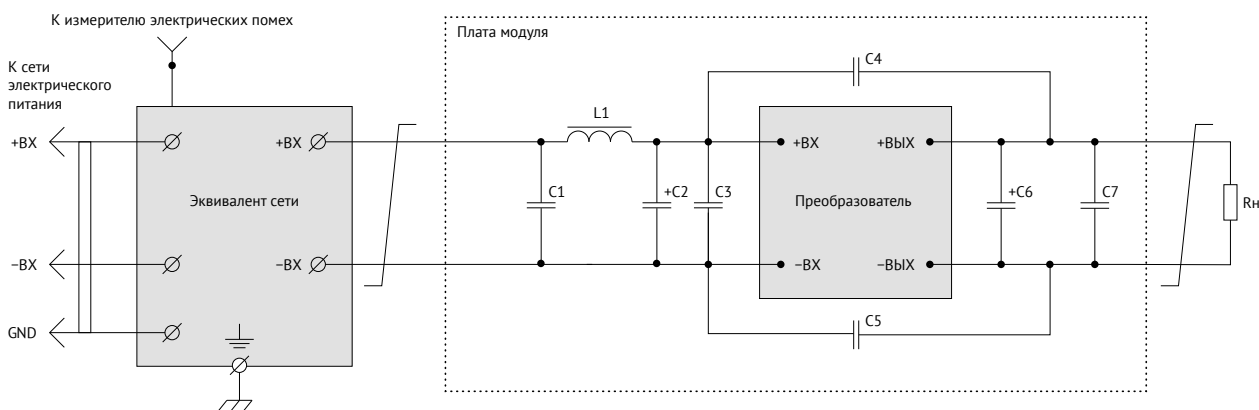 К измерителю электрических помех
Плата модуля
К сети
электрического
питания
C4
L1
+ВХ
+ВХ
+ВХ
+ВЫХ
Эквивалент сети
C1
+C2
C3
Преобразователь
+C6
C7
Rн
−ВХ
−ВХ
−ВХ
−ВЫХ
GND
C5